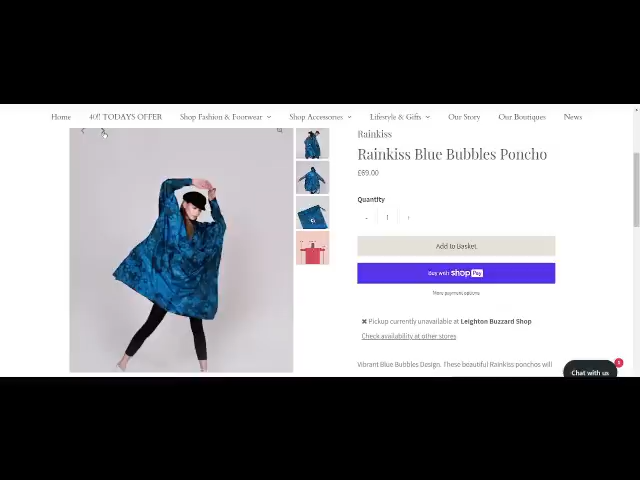 Home 40!! TODAYS OFFER Shop Fashion & Footwear Shop Accessories Lifestyle & Gifts Our Story Our Boutiques News
Rainkiss
Rainkiss Blue Bubbles Poncho
£69.00
Quantity
- 1 +
Add to Basket
Buy with shop Pay
More payment options
✖ Pickup currently unavailable at Leighton Buzzard Shop
Check availability at other stores
Vibrant Blue Bubbles Design. These beautiful Rainkiss ponchos will
Chat with us